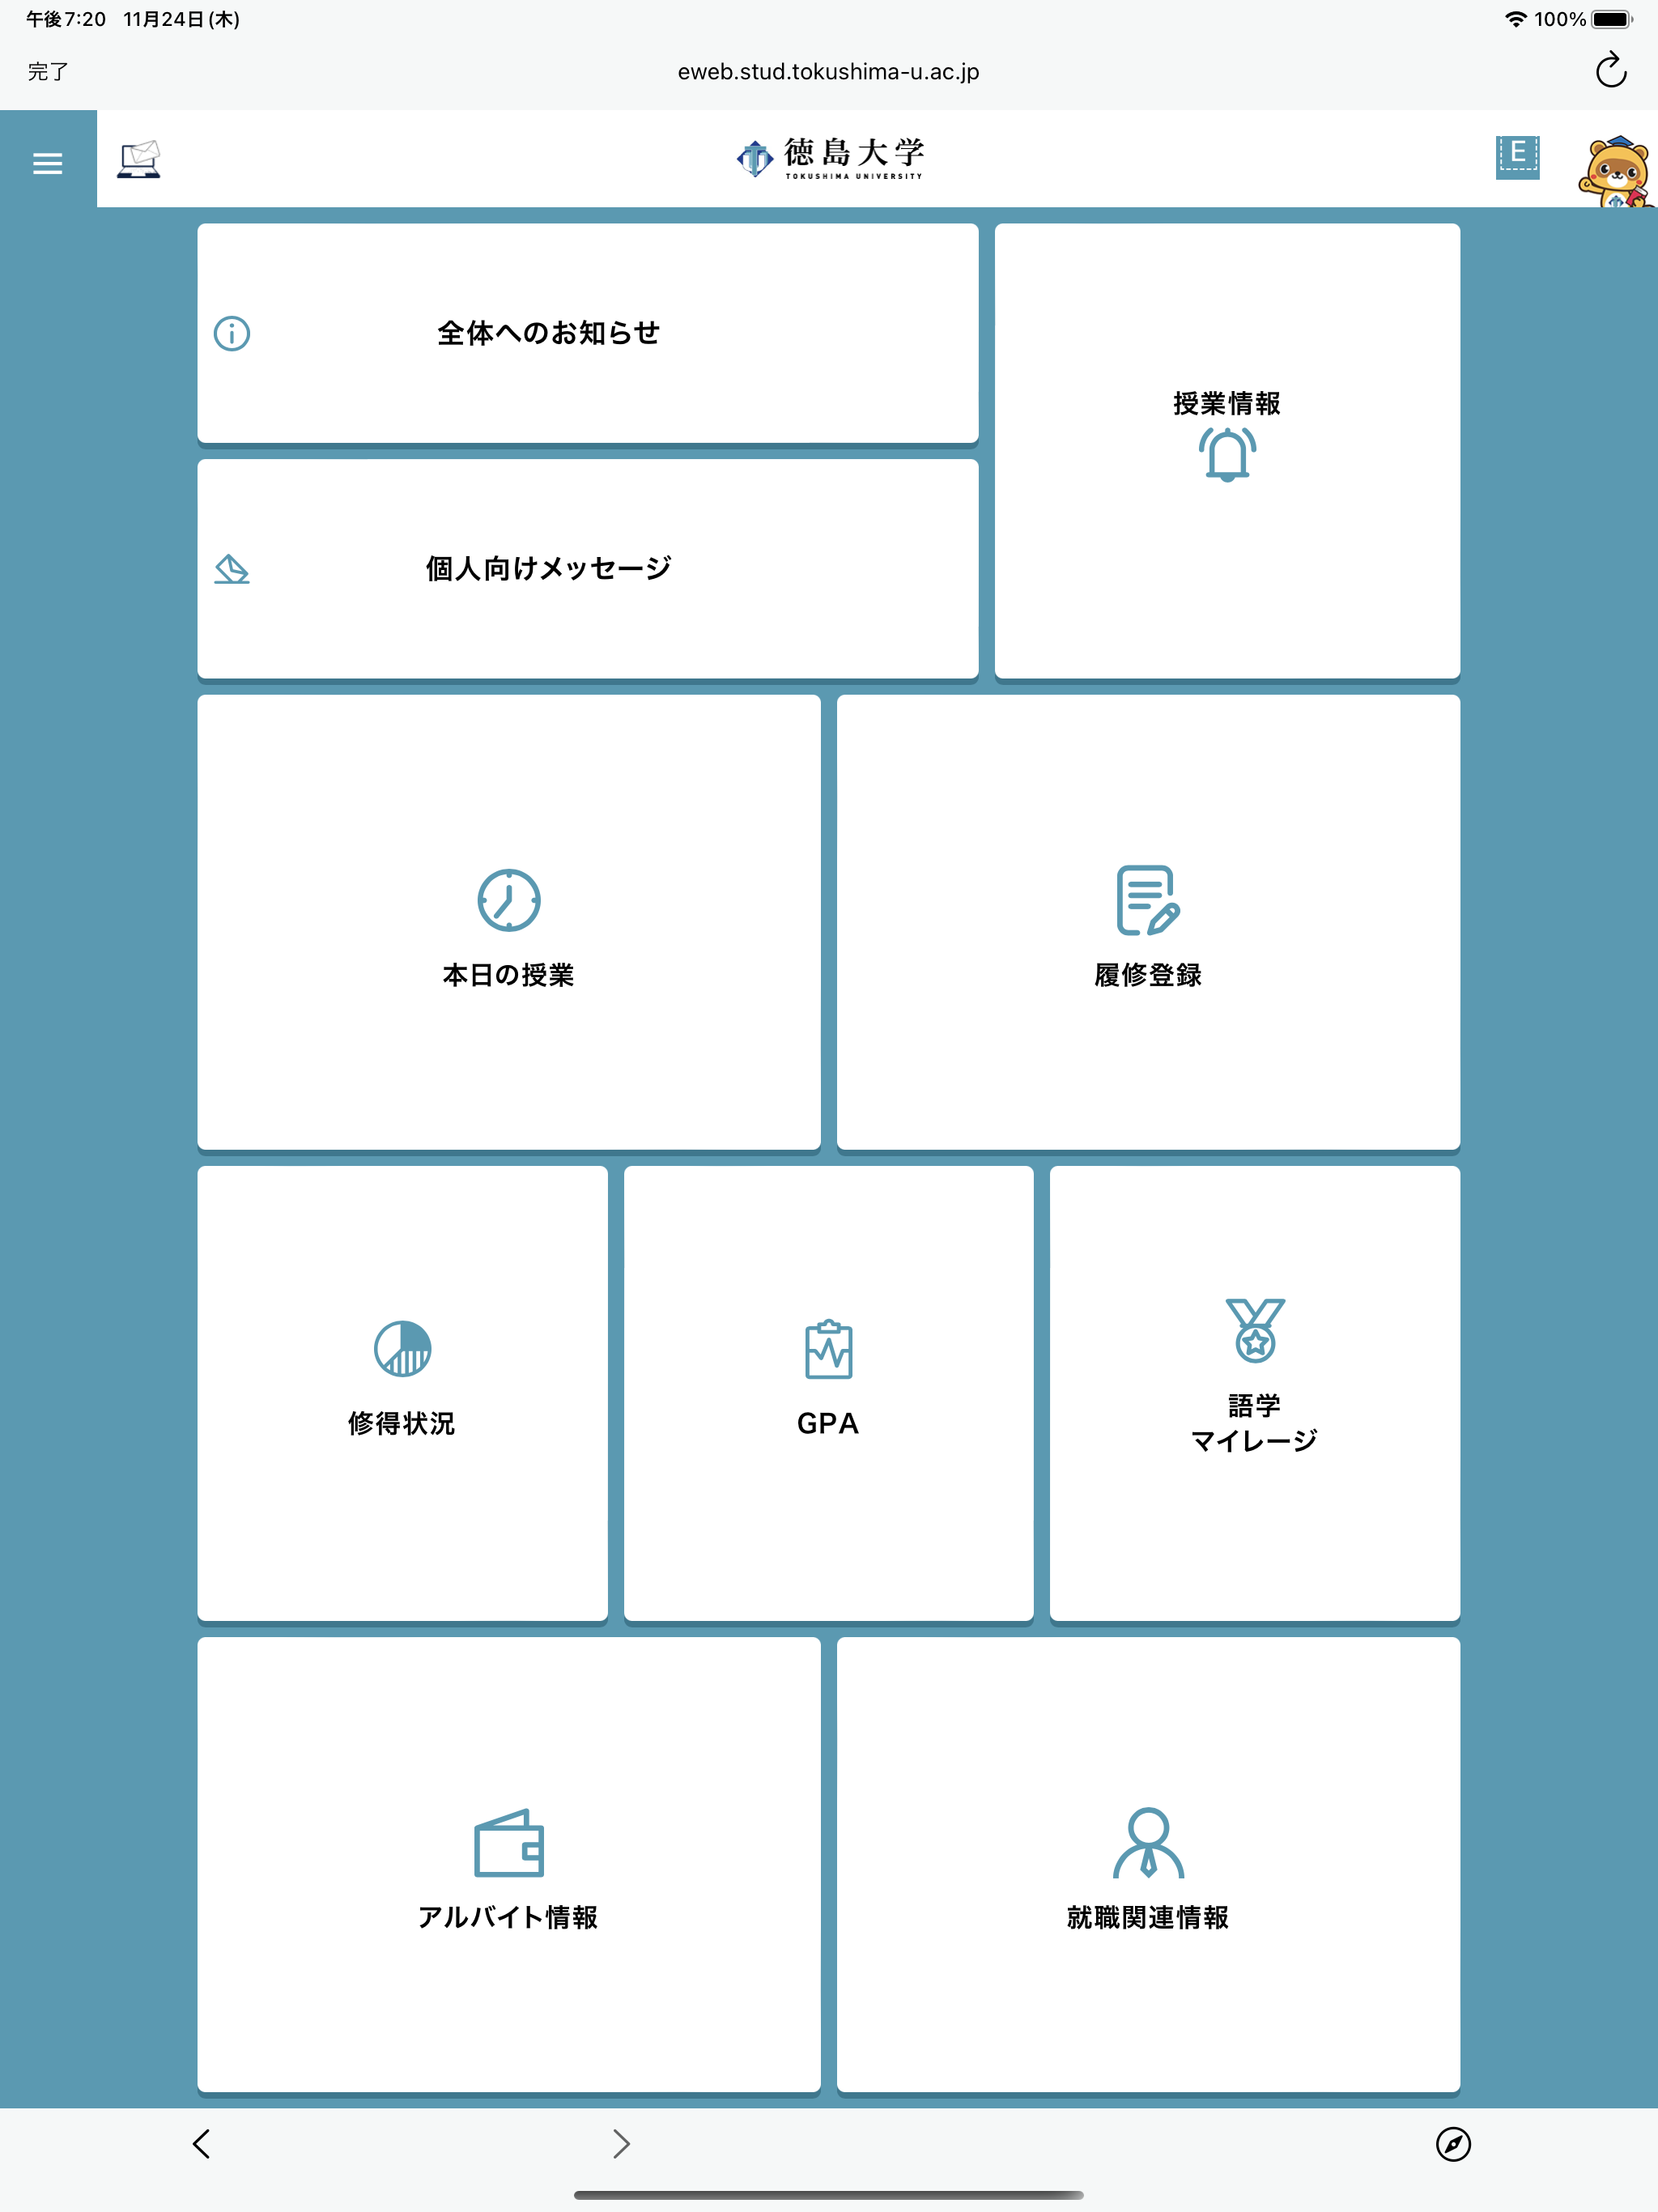 午後7:20 11月24日(木) 100%
完了 eweb.stud.tokushima-u.ac.jp
徳島大学
TOKUSHIMA UNIVERSITY
E
全体へのお知らせ
授業情報
個人向けメッセージ
本日の授業
履修登録
修得状況
GPA
語学
マイレージ
アルバイト情報
就職関連情報